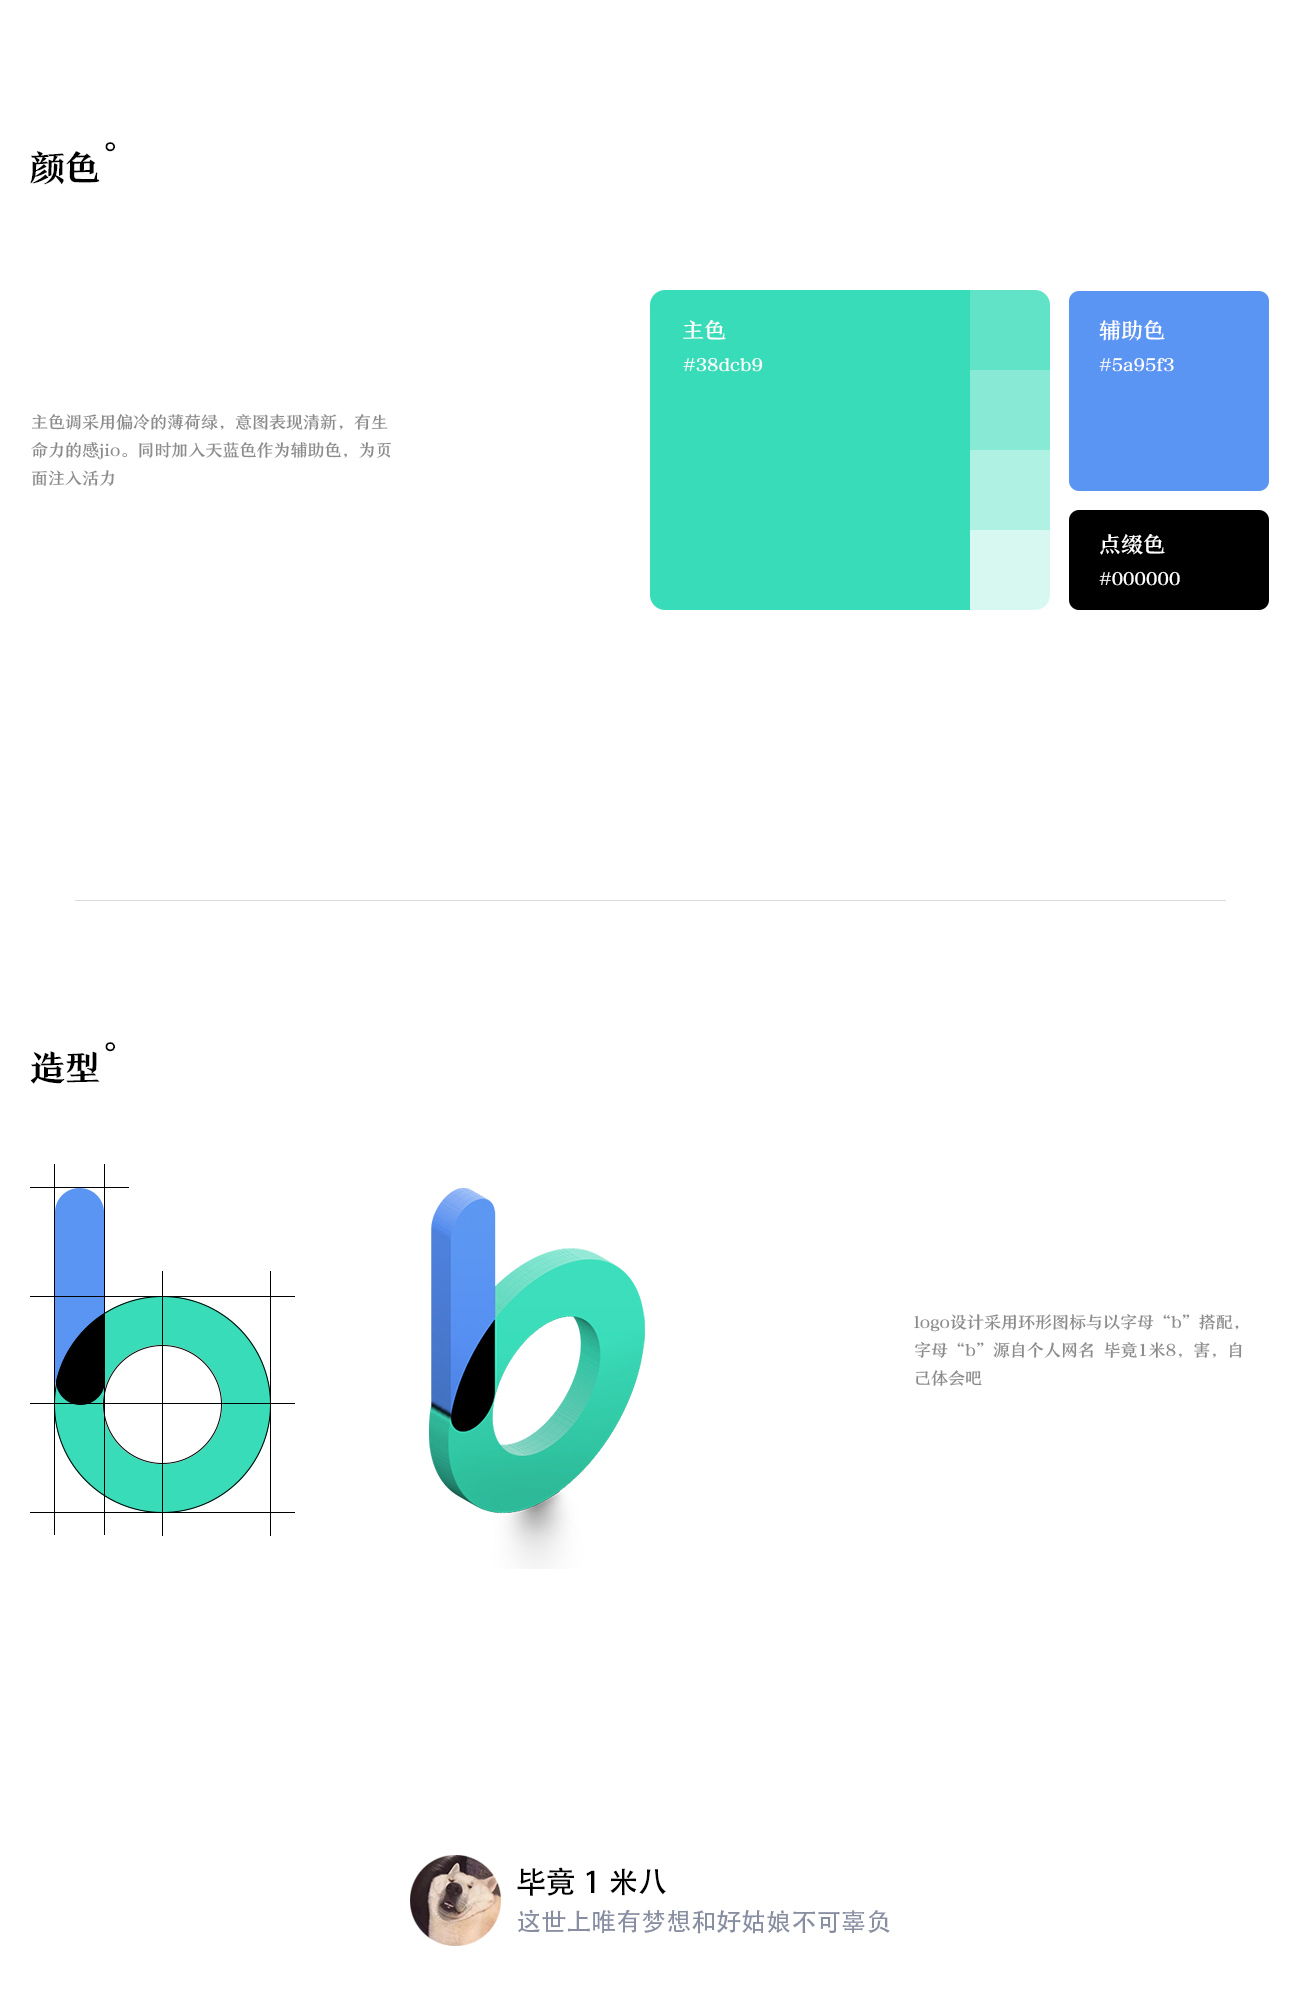 颜色°
主色
#38dcb9
辅助色
#5a95f3
主色调采用偏冷的薄荷绿，意图表现清新，有生
命力的感jio。同时加入天蓝色作为辅助色，为页
面注入活力
点缀色
#000000
造型°
logo设计采用环形图标与以字母“b”搭配，
字母“b”源自个人网名 毕竟1米8，害，自
己体会吧
毕竟 1 米八
这世上唯有梦想和好姑娘不可辜负